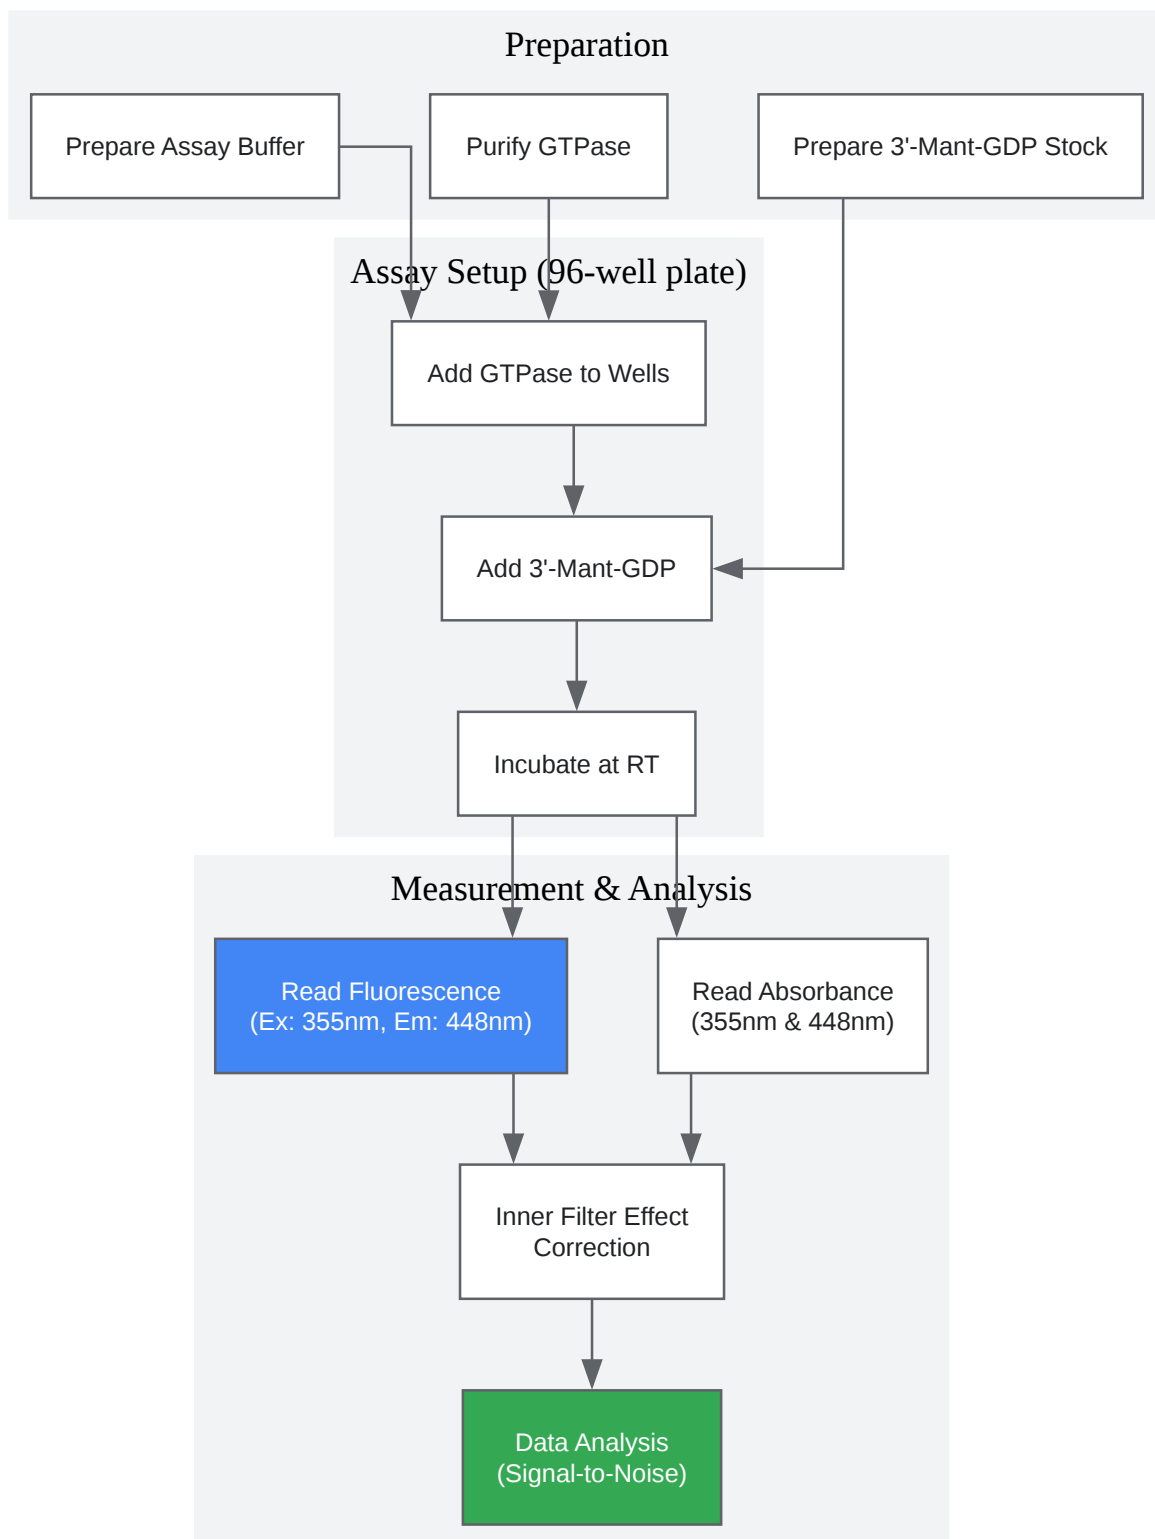 Preparation
Prepare Assay Buffer
Purify GTPase
Prepare 3'-Mant-GDP Stock
Assay Setup (96-well plate)
Add GTPase to Wells
Add 3'-Mant-GDP
Incubate at RT
Measurement & Analysis
Read Fluorescence
(Ex: 355nm, Em: 448nm)
Read Absorbance
(355nm & 448nm)
Inner Filter Effect
Correction
Data Analysis
(Signal-to-Noise)